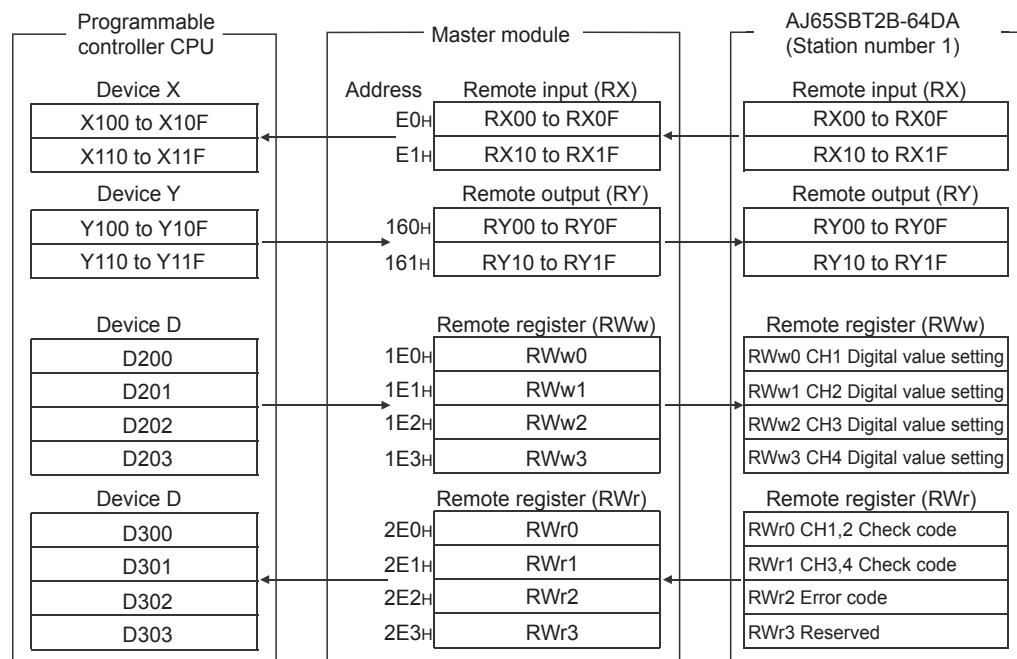 Programmable
controller CPU
Master module
AJ65SBT2B-64DA
(Station number 1)
Device X
Address
Remote input (RX)
Remote input (RX)
X100 to X10F
E0H
RX00 to RX0F
RX00 to RX0F
X110 to X11F
E1H
RX10 to RX1F
RX10 to RX1F
Device Y
Remote output (RY)
Remote output (RY)
Y100 to Y10F
160H
RY00 to RY0F
RY00 to RY0F
Y110 to Y11F
161H
RY10 to RY1F
RY10 to RY1F
Device D
Remote register (RWw)
Remote register (RWw)
D200
1E0H
RWw0
RWw0 CH1 Digital value setting
D201
1E1H
RWw1
RWw1 CH2 Digital value setting
D202
1E2H
RWw2
RWw2 CH3 Digital value setting
D203
1E3H
RWw3
RWw3 CH4 Digital value setting
Device D
Remote register (RWr)
Remote register (RWr)
D300
2E0H
RWr0
RWr0 CH1,2 Check code
D301
2E1H
RWr1
RWr1 CH3,4 Check code
D302
2E2H
RWr2
RWr2 Error code
D303
2E3H
RWr3
RWr3 Reserved